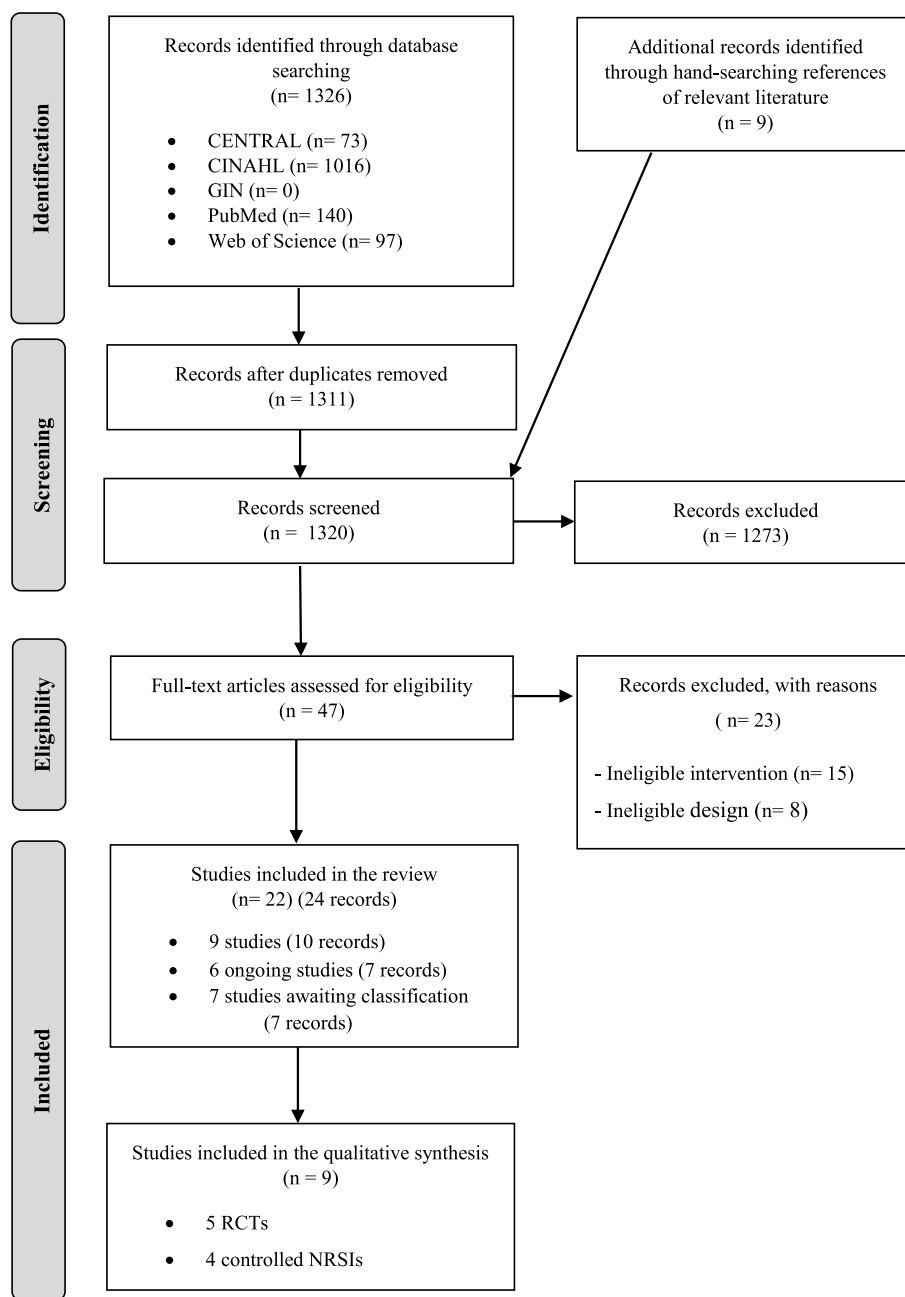 Identification
Records identified through database
searching
(n= 1326)
• CENTRAL (n= 73)
• CINAHL (n= 1016)
• GIN (n= 0)
• PubMed (n= 140)
• Web of Science (n= 97)
Additional records identified
through hand-searching references
of relevant literature
(n = 9)
Screening
Records after duplicates removed
(n = 1311)
Records screened
(n = 1320)
Records excluded
(n = 1273)
Eligibility
Full-text articles assessed for eligibility
(n = 47)
Records excluded, with reasons
( n= 23)
- Ineligible intervention (n= 15)
- Ineligible design (n= 8)
Included
Studies included in the review
(n= 22) (24 records)
• 9 studies (10 records)
• 6 ongoing studies (7 records)
• 7 studies awaiting classification
(7 records)
Studies included in the qualitative synthesis
(n = 9)
• 5 RCTs
• 4 controlled NRSIs